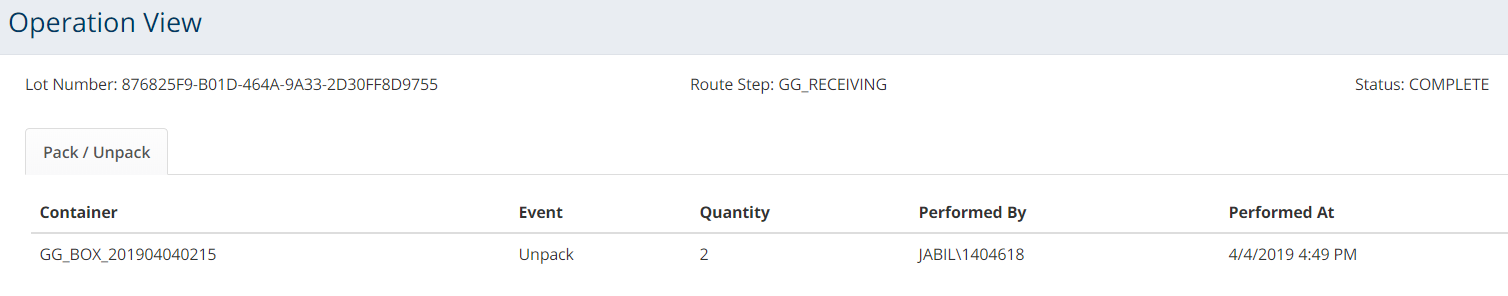 Operation View
Lot Number: 876825F9-B01D-464A-9A33-2D30FF8D9755 Route Step: GG_RECEIVING Status: COMPLETE
Pack / Unpack
Container Event Quantity Performed By Performed At
GG_BOX_201904040215 Unpack 2 JABIL\1404618 4/4/2019 4:49 PM